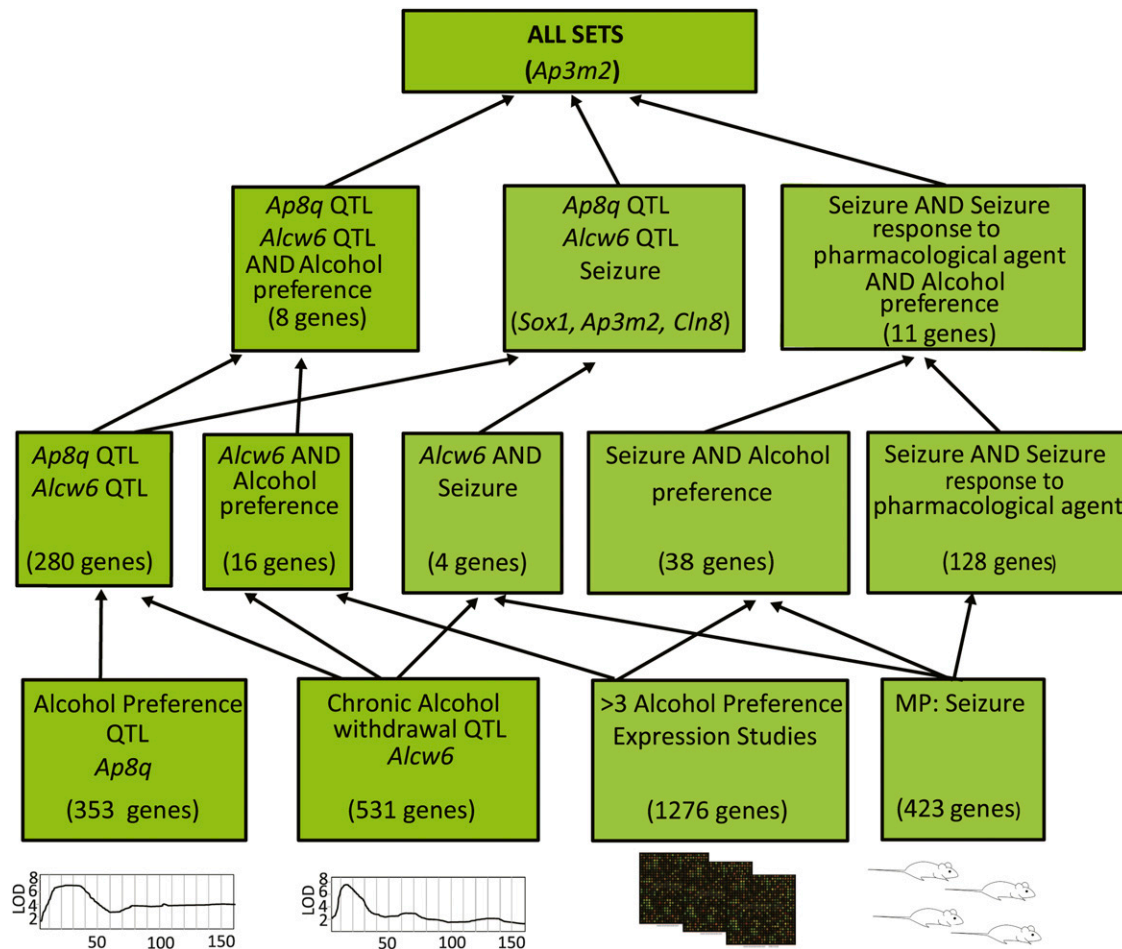 ALL SETS
(Ap3m2)
Ap8q QTL
Alcw6 QTL
AND Alcohol
preference
(8 genes)
Ap8q QTL
Alcw6 QTL
Seizure
(Sox1, Ap3m2, Cln8)
Seizure AND Seizure
response to
pharmacological agent
AND Alcohol
preference
(11 genes)
Ap8q QTL
Alcw6 QTL
(280 genes)
Alcw6 AND
Alcohol
preference
(16 genes)
Alcw6 AND
Seizure
(4 genes)
Seizure AND Alcohol
preference
(38 genes)
Seizure AND Seizure
response to
pharmacological agent
(128 genes)
Alcohol Preference
QTL
Ap8q
(353 genes)
Chronic Alcohol
withdrawal QTL
Alcw6
(531 genes)
>3 Alcohol Preference
Expression Studies
(1276 genes)
MP: Seizure
(423 genes)
LOD
8
6
4
2
50 100 150
LOD
8
6
4
2
50 100 150